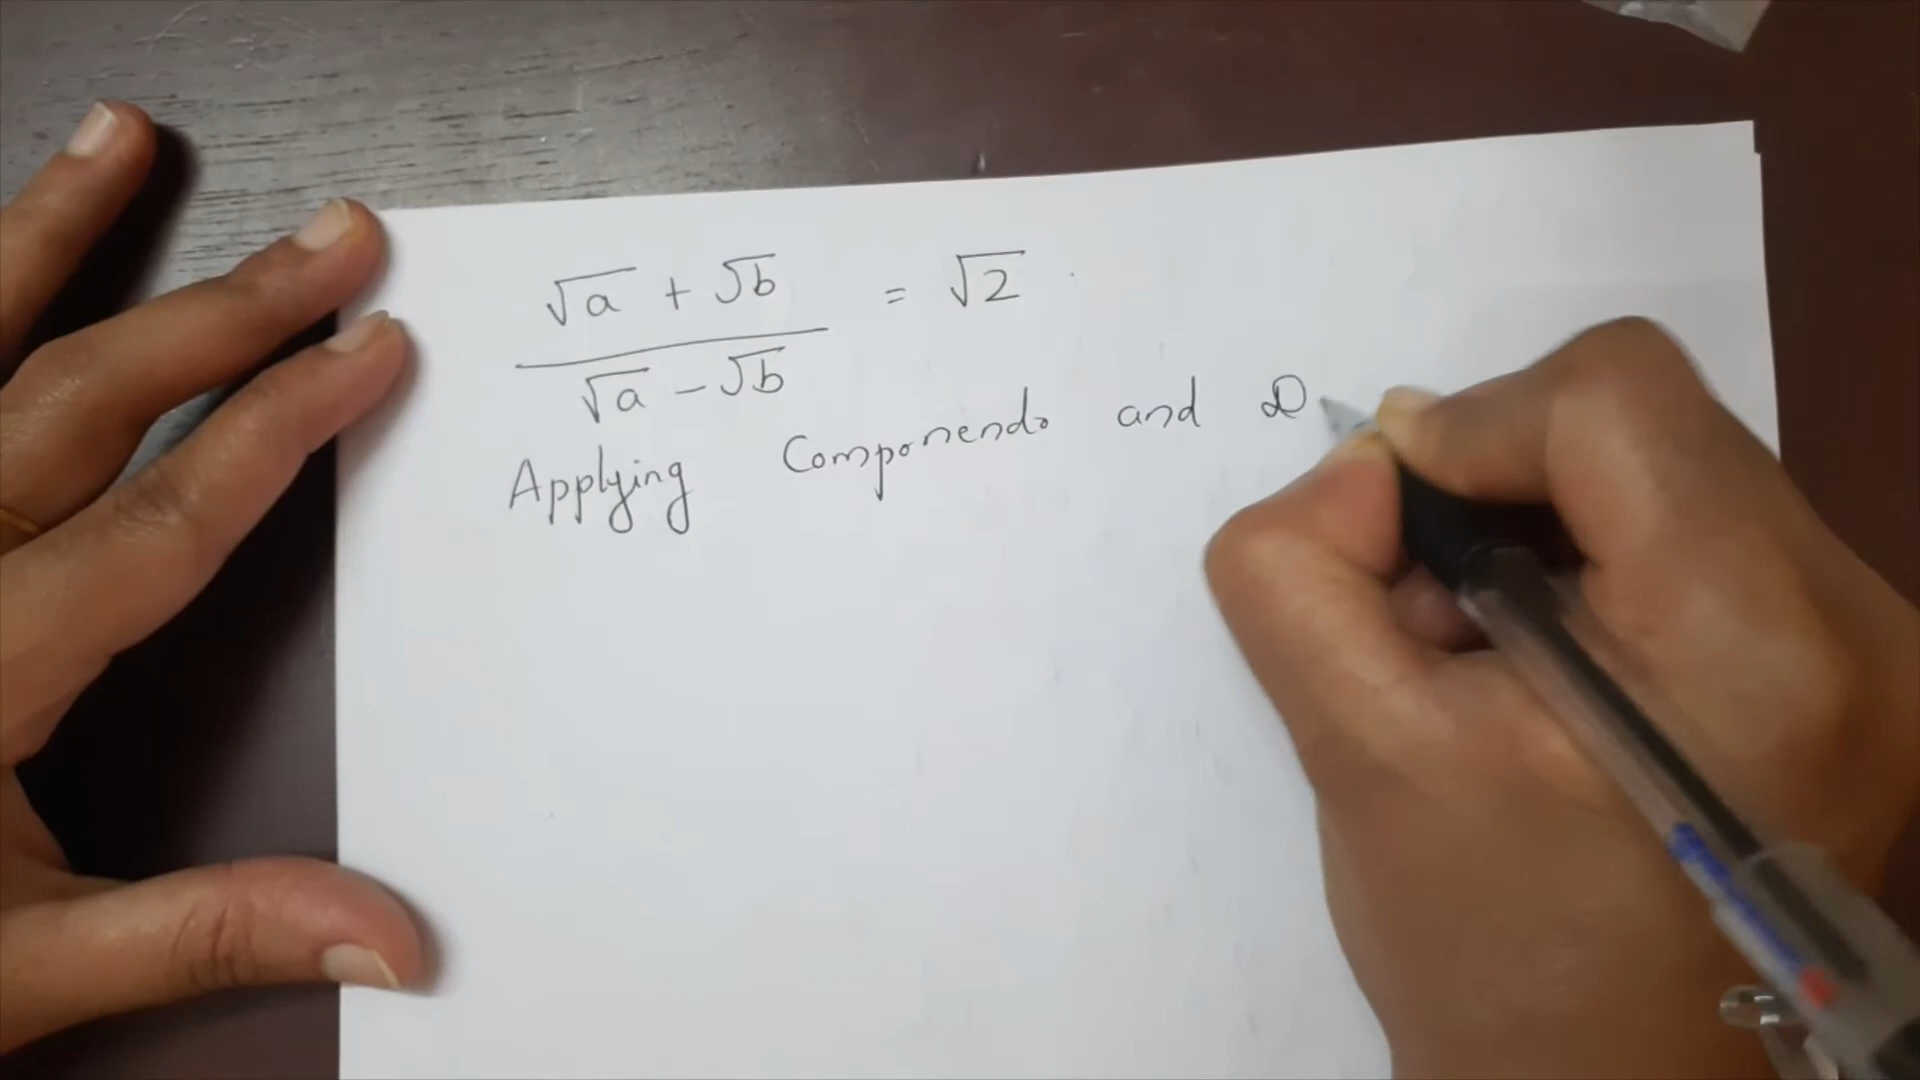 √a + √b = √2
√a - √b
Applying Componendo and D